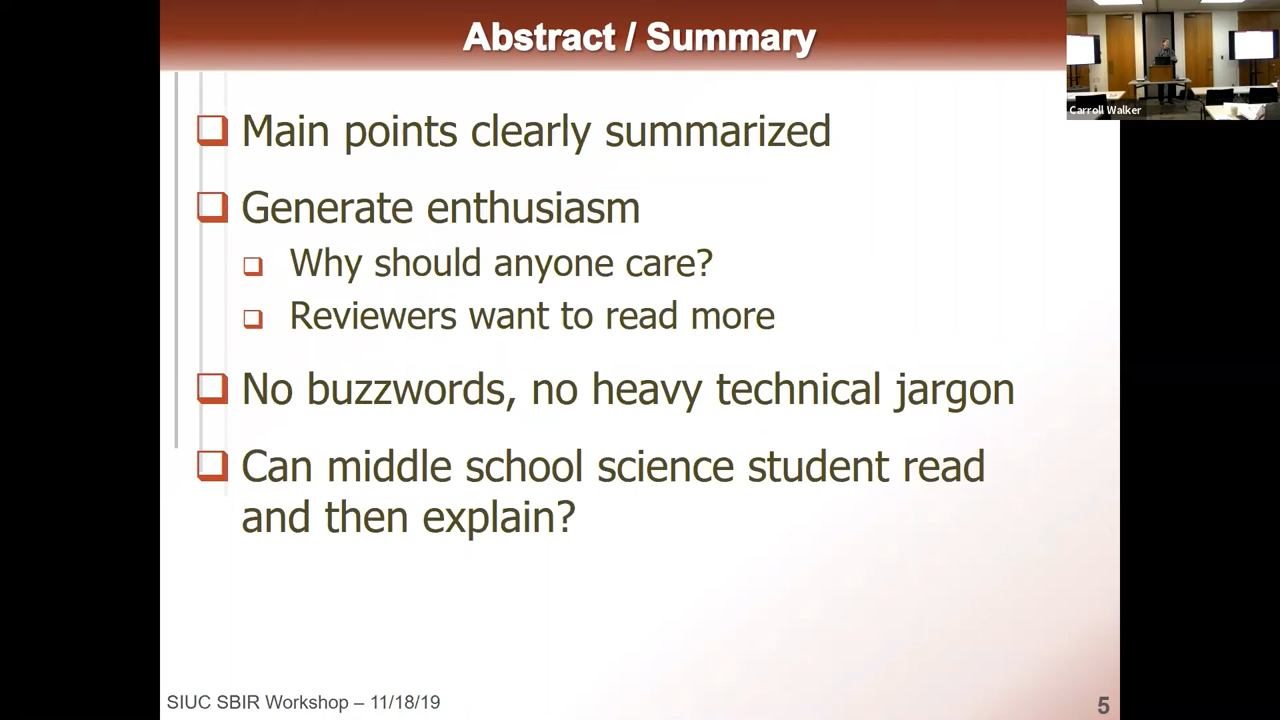 Abstract / Summary
Carroll Walker
Main points clearly summarized
Generate enthusiasm
Why should anyone care?
Reviewers want to read more
No buzzwords, no heavy technical jargon
Can middle school science student read
and then explain?
SIUC SBIR Workshop – 11/18/19
5